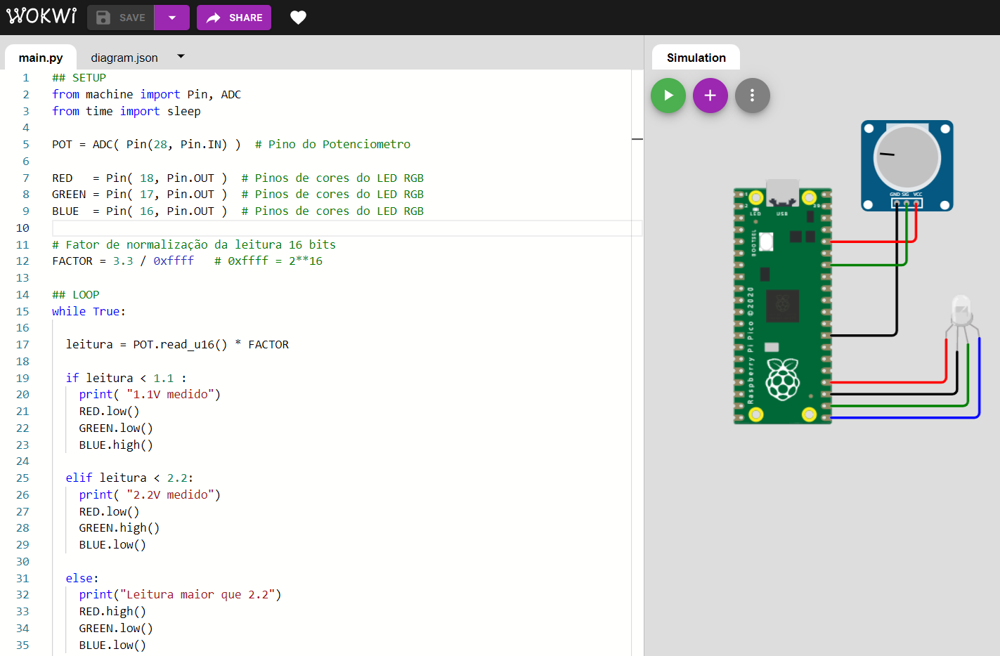 WOKWi SAVE SHARE
main.py diagram.json
1 ## SETUP
2 from machine import Pin, ADC
3 from time import sleep
4
5 POT = ADC( Pin(28, Pin.IN) )  # Pino do Potenciometro
6
7 RED   = Pin( 18, Pin.OUT )  # Pinos de cores do LED RGB
8 GREEN = Pin( 17, Pin.OUT )  # Pinos de cores do LED RGB
9 BLUE  = Pin( 16, Pin.OUT )  # Pinos de cores do LED RGB
10
11 # Fator de normalização da leitura 16 bits
12 FACTOR = 3.3 / 0xffff   # 0xffff = 2**16
13
14 ## LOOP
15 while True:
16
17   leitura = POT.read_u16() * FACTOR
18
19   if leitura < 1.1 :
20     print( "1.1V medido")
21     RED.low()
22     GREEN.low()
23     BLUE.high()
24
25   elif leitura < 2.2:
26     print( "2.2V medido")
27     RED.low()
28     GREEN.high()
29     BLUE.low()
30
31   else:
32     print("Leitura maior que 2.2")
33     RED.high()
34     GREEN.low()
35     BLUE.low()
Simulation
GND SIG VCC
1
2
39
LED
USB
BOOTSEL
Raspberry Pi Pico ©2020